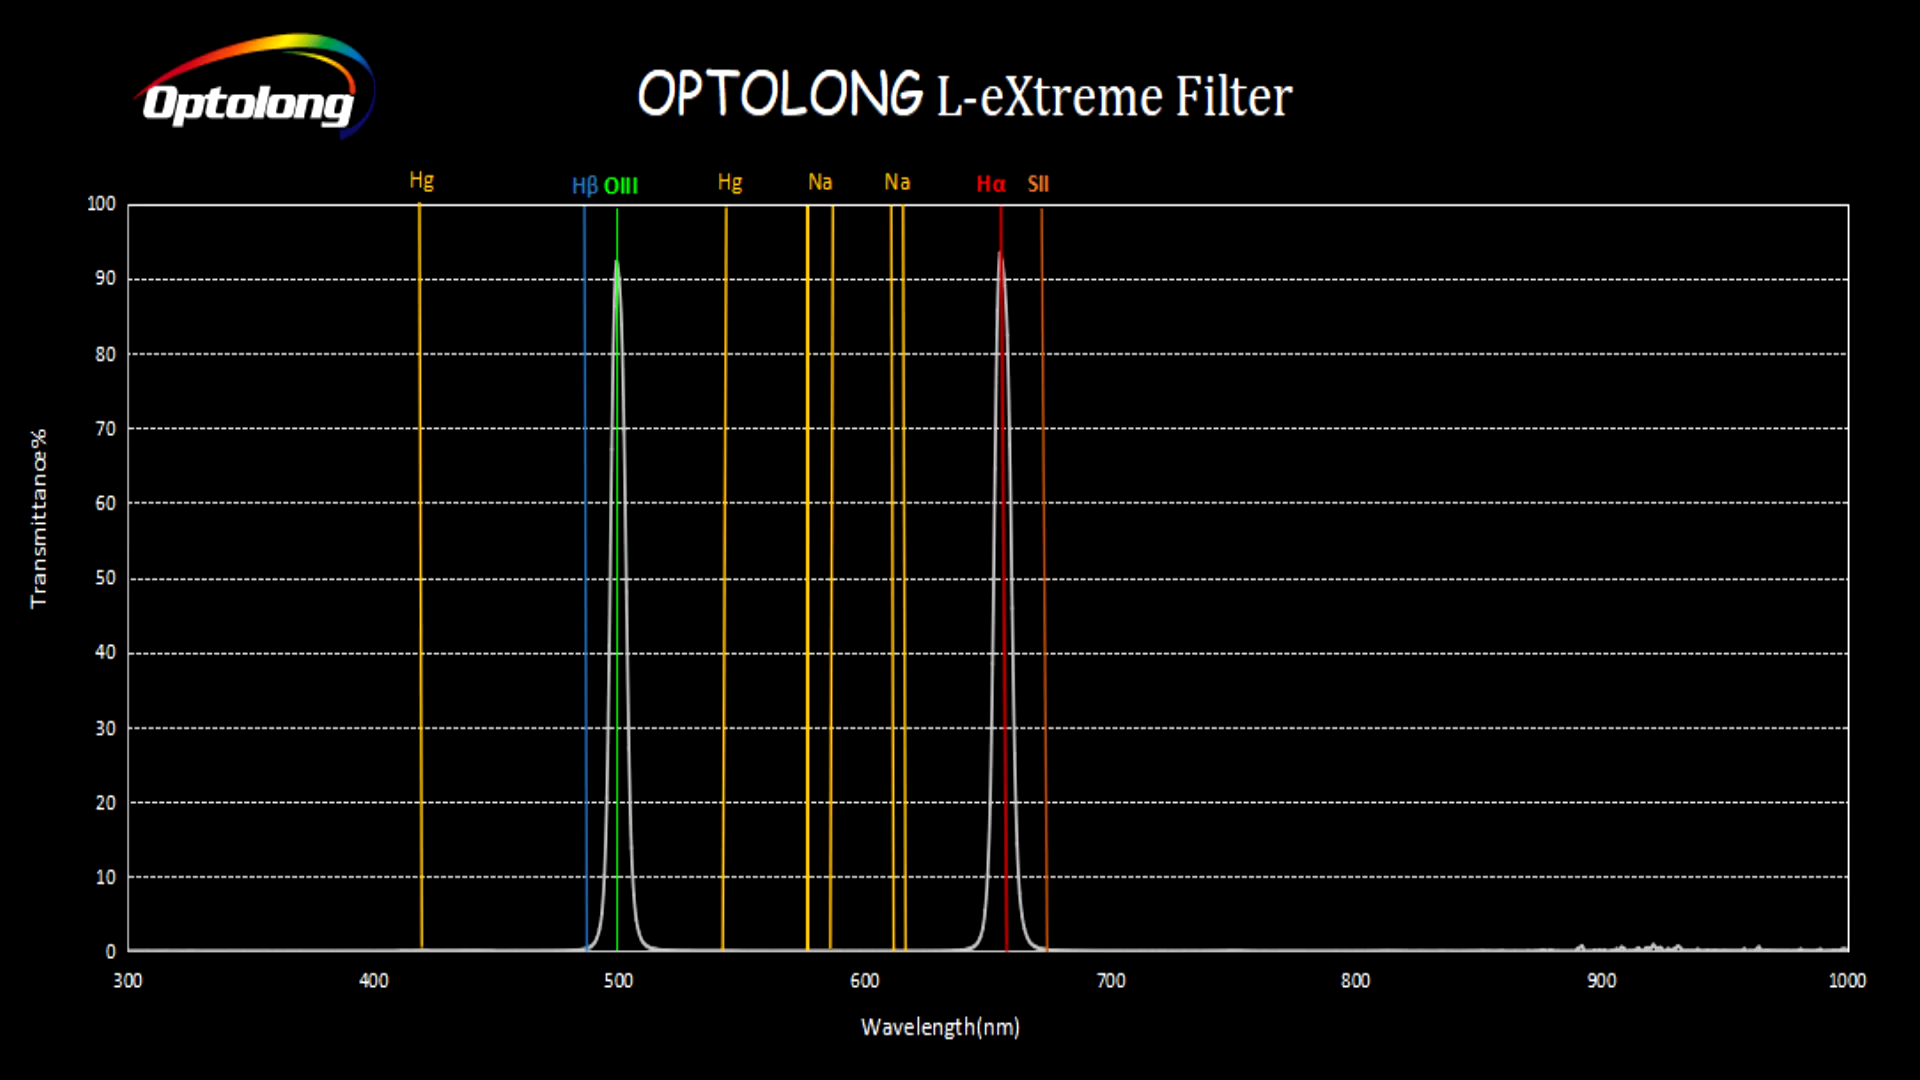 Optolong
OPTOLONG L-eXtreme Filter
Hg Hβ OIII Hg Na Na Hα SII
100
90
80
70
60
50
40
30
20
10
0
Transmittance%
300 400 500 600 700 800 900 1000
Wavelength(nm)